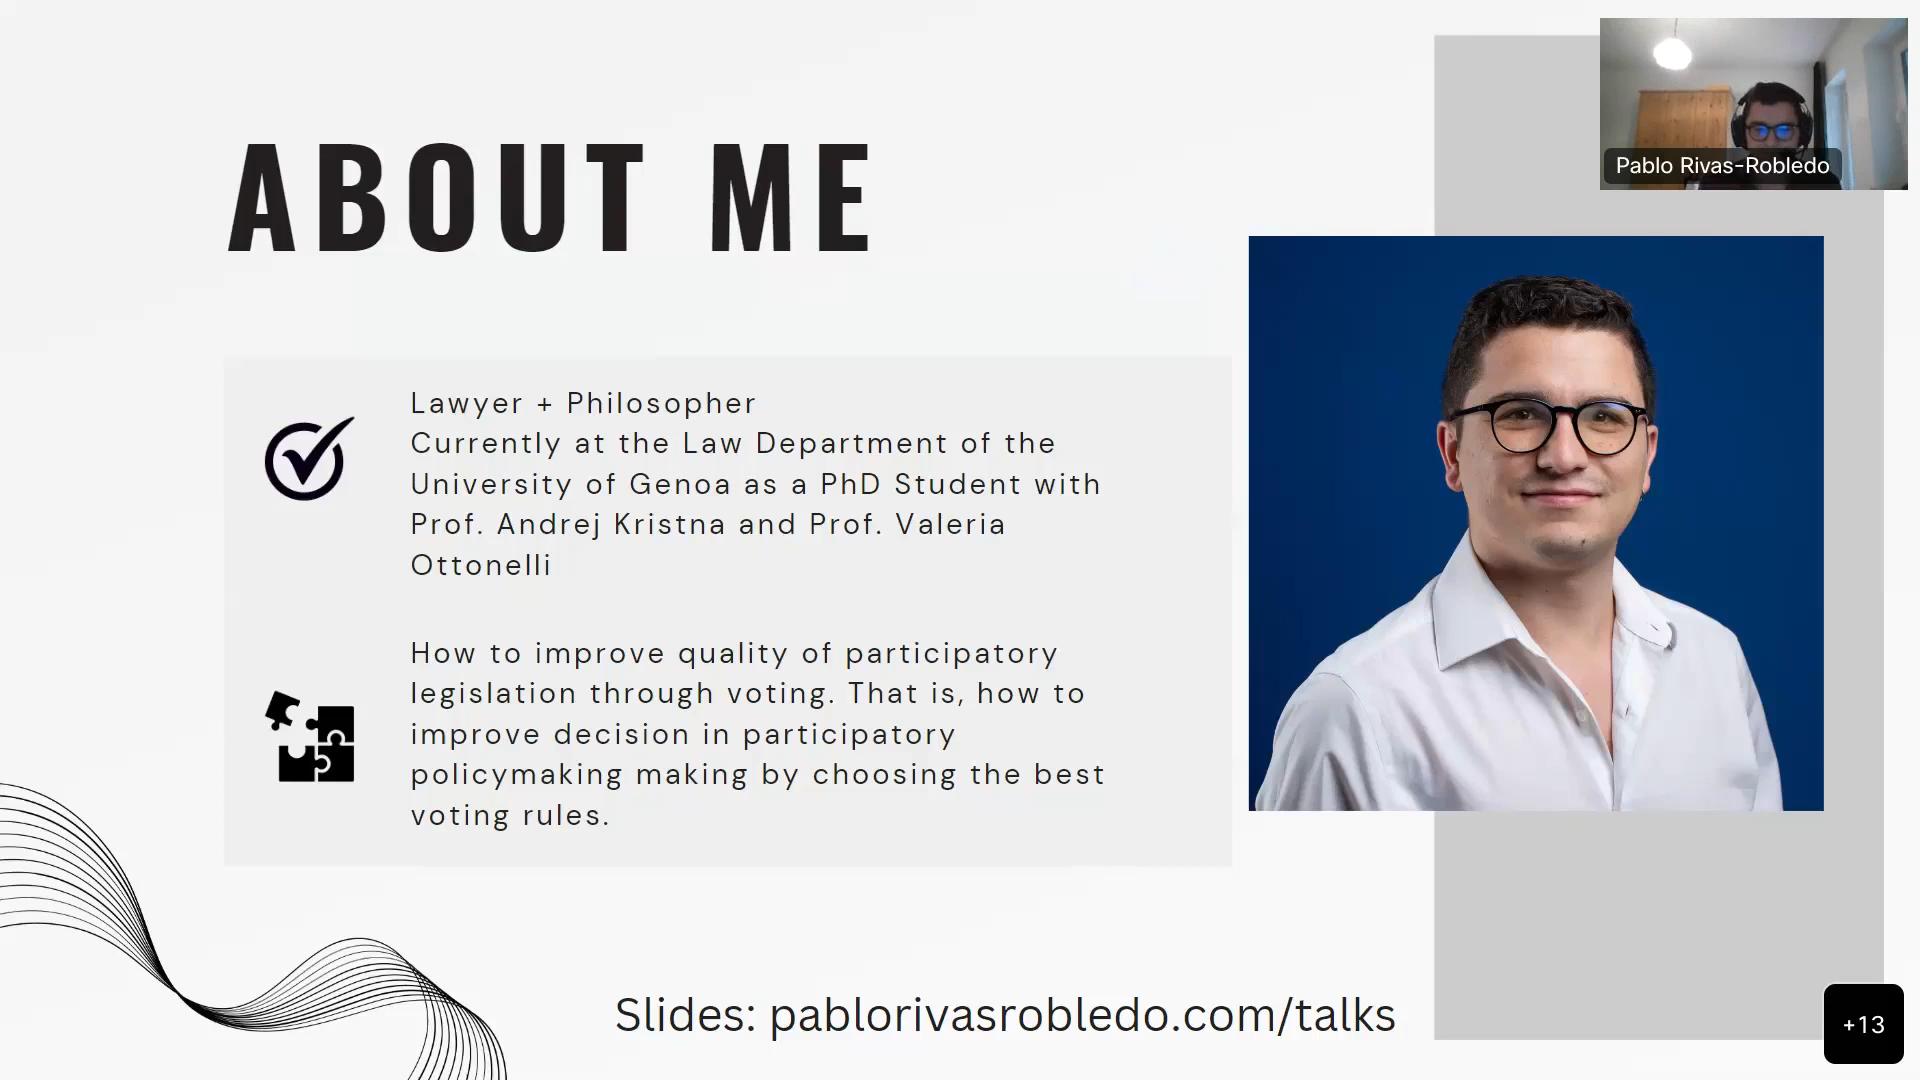 ABOUT ME
Lawyer + Philosopher
Currently at the Law Department of the
University of Genoa as a PhD Student with
Prof. Andrej Kristna and Prof. Valeria
Ottonelli
How to improve quality of participatory
legislation through voting. That is, how to
improve decision in participatory
policymaking making by choosing the best
voting rules.
Slides: pablorivasrobledo.com/talks
Pablo Rivas-Robledo
+13